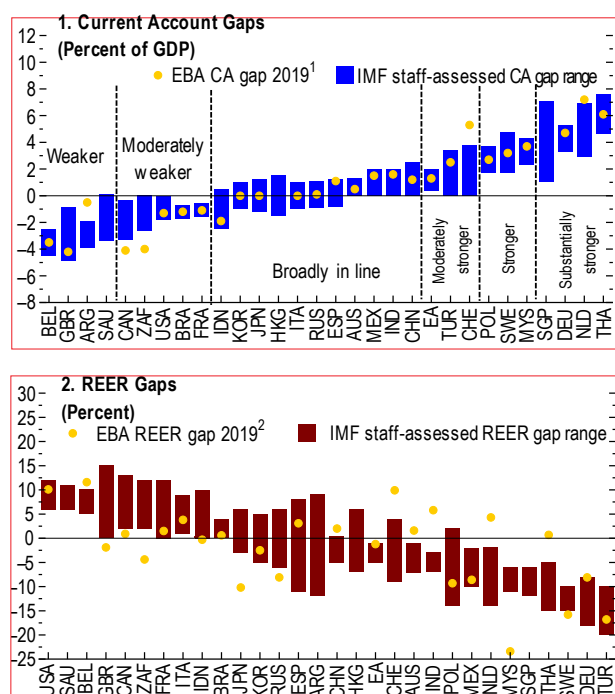 1. Current Account Gaps
(Percent of GDP)
EBA CA gap 2019¹ IMF staff-assessed CA gap range
12
10
8
6
4
2
0
−2
−4
−6
−8
Weaker
Moderately
weaker
Broadly in line
Moderately
stronger
Stronger
Substantially
stronger
BEL GBR ARG SAU CAN ZAF USA BRA FRA IDN KOR JPN HKG ITA RUS ESP AUS MEX IND CHN EA TUR CHE POL SWE MYS SGP DEU NLD THA
2. REER Gaps
(Percent)
EBA REER gap 2019² IMF staff-assessed REER gap range
30
25
20
15
10
5
0
-5
-10
-15
-20
-25
USA SAU BEL GBR CAN ZAF FRA ITA IDN BRA JPN KOR RUS ESP ARG CHN HKG EA CHE AUS IND POL MEX NLD MYS SGP THA SWE DEU TUR